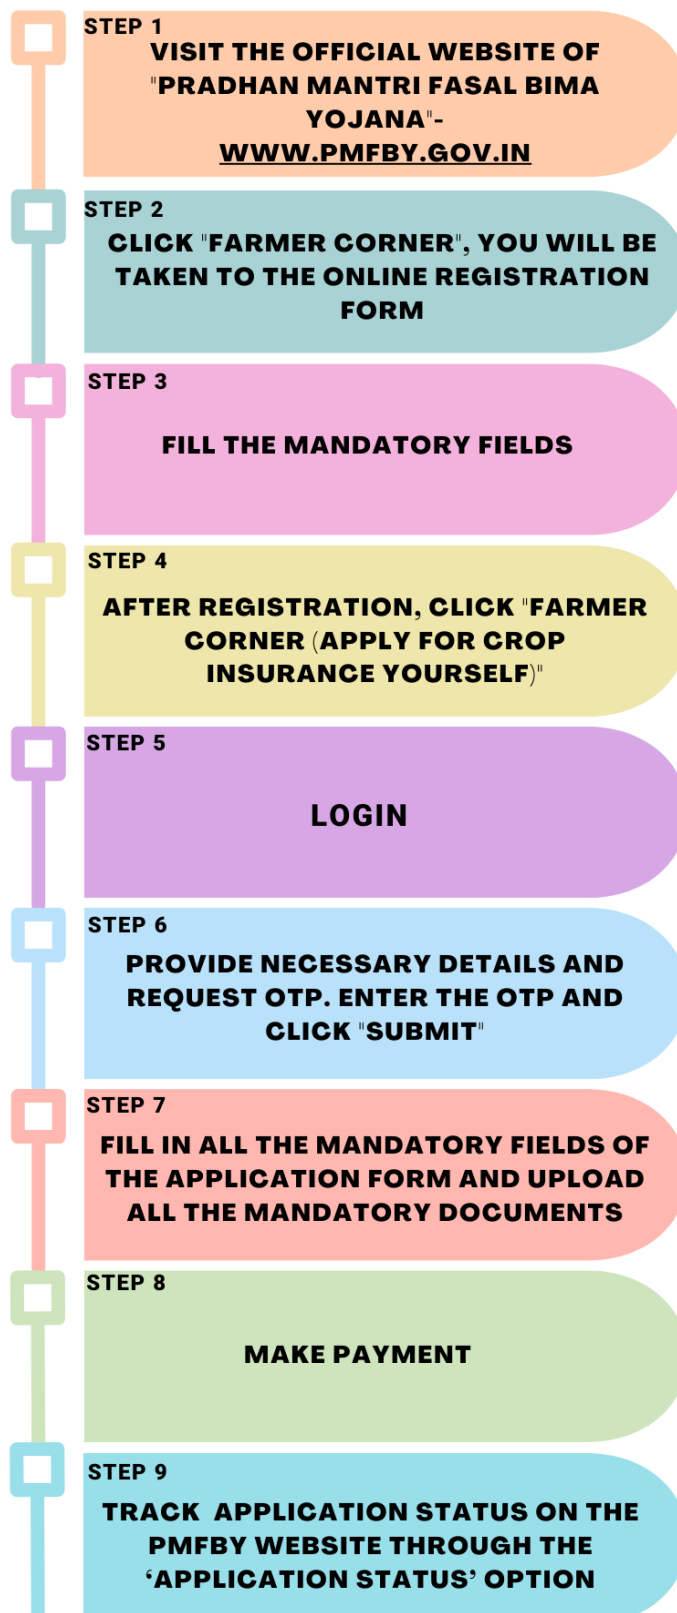 STEP 1
VISIT THE OFFICIAL WEBSITE OF
"PRADHAN MANTRI FASAL BIMA
YOJANA"-
WWW.PMFBY.GOV.IN
STEP 2
CLICK "FARMER CORNER", YOU WILL BE
TAKEN TO THE ONLINE REGISTRATION
FORM
STEP 3
FILL THE MANDATORY FIELDS
STEP 4
AFTER REGISTRATION, CLICK "FARMER
CORNER (APPLY FOR CROP
INSURANCE YOURSELF)"
STEP 5
LOGIN
STEP 6
PROVIDE NECESSARY DETAILS AND
REQUEST OTP. ENTER THE OTP AND
CLICK "SUBMIT"
STEP 7
FILL IN ALL THE MANDATORY FIELDS OF
THE APPLICATION FORM AND UPLOAD
ALL THE MANDATORY DOCUMENTS
STEP 8
MAKE PAYMENT
STEP 9
TRACK APPLICATION STATUS ON THE
PMFBY WEBSITE THROUGH THE
‘APPLICATION STATUS’ OPTION